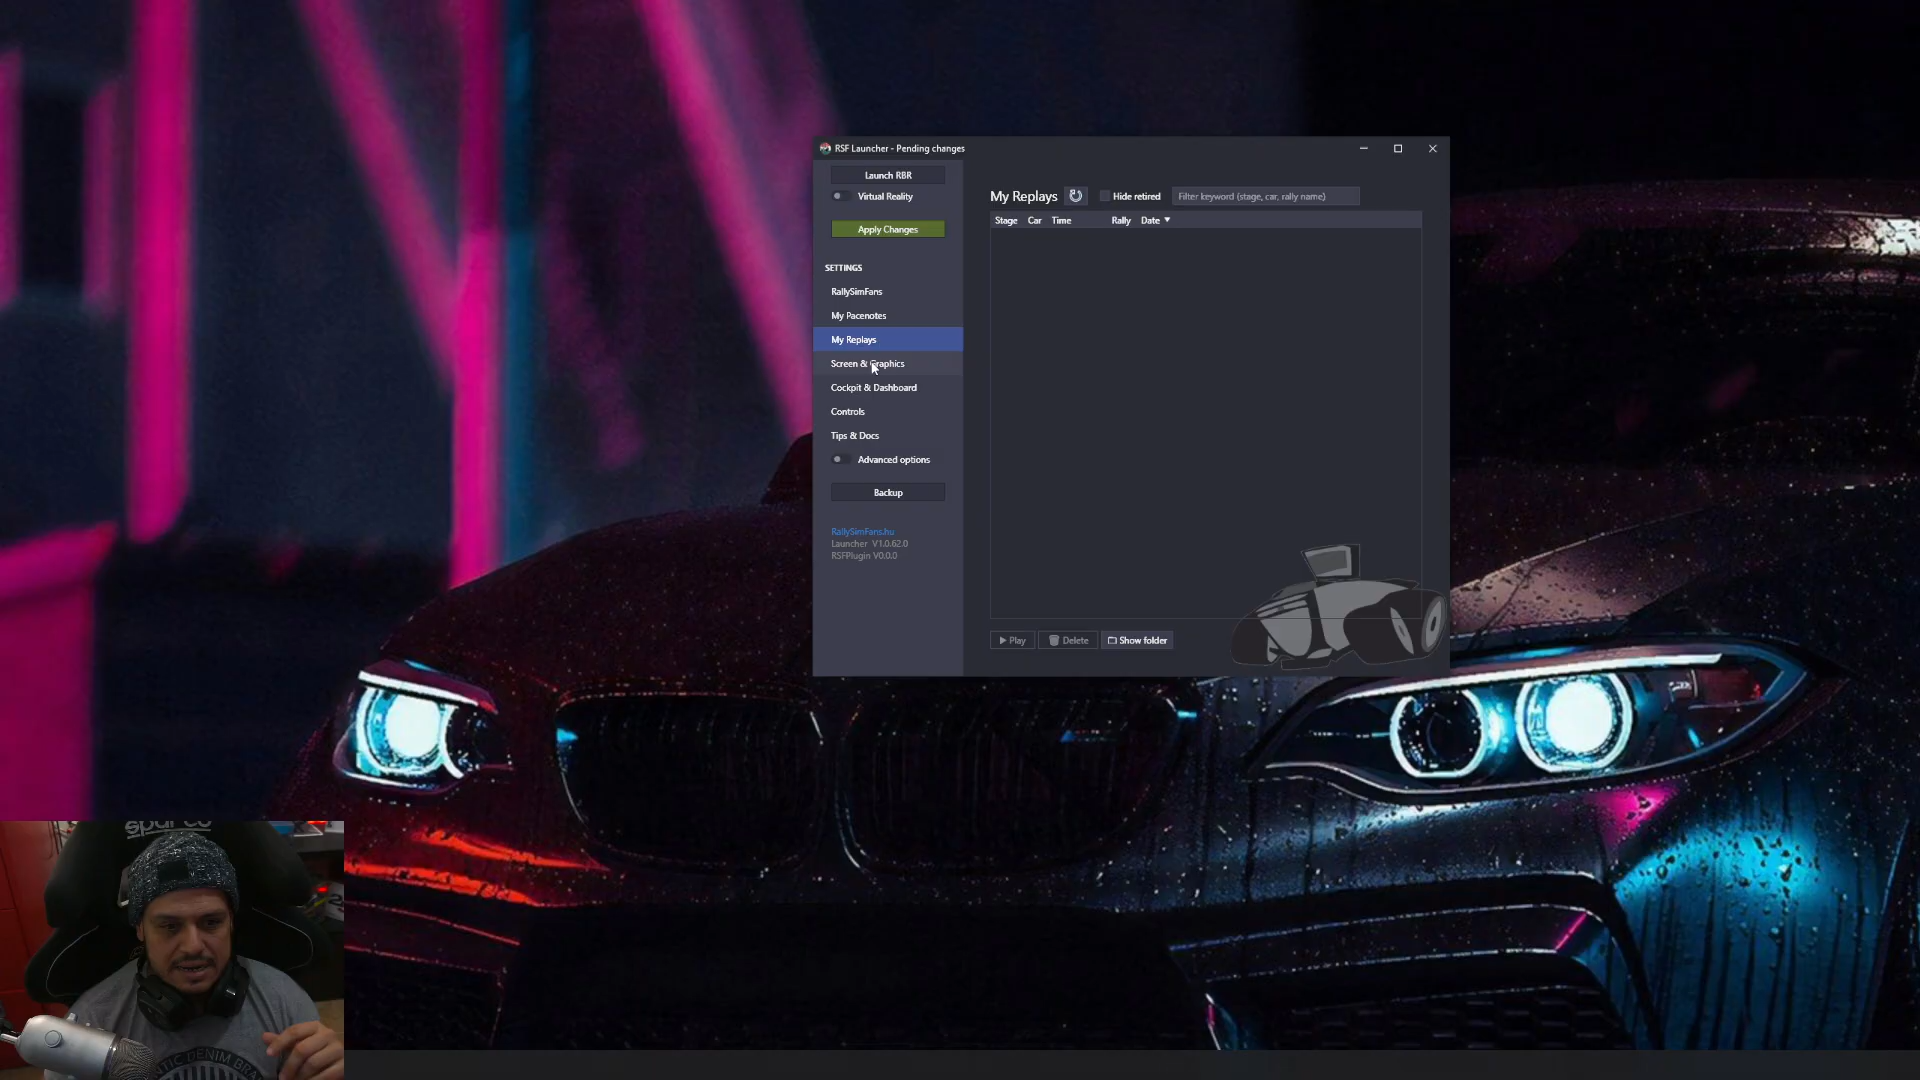 RSF Launcher - Pending changes
Launch RBR
Virtual Reality
Apply Changes
SETTINGS
RallySimFans
My Pacenotes
My Replays
Screen & Graphics
Cockpit & Dashboard
Controls
Tips & Docs
Advanced options
Backup
RallySimFans.hu
Launcher V1.0.62.0
RSFPlugin V0.0.0
My Replays
Hide retired
Filter keyword (stage, car, rally name)
Stage Car Time Rally Date
Play
Delete
Show folder
sparco